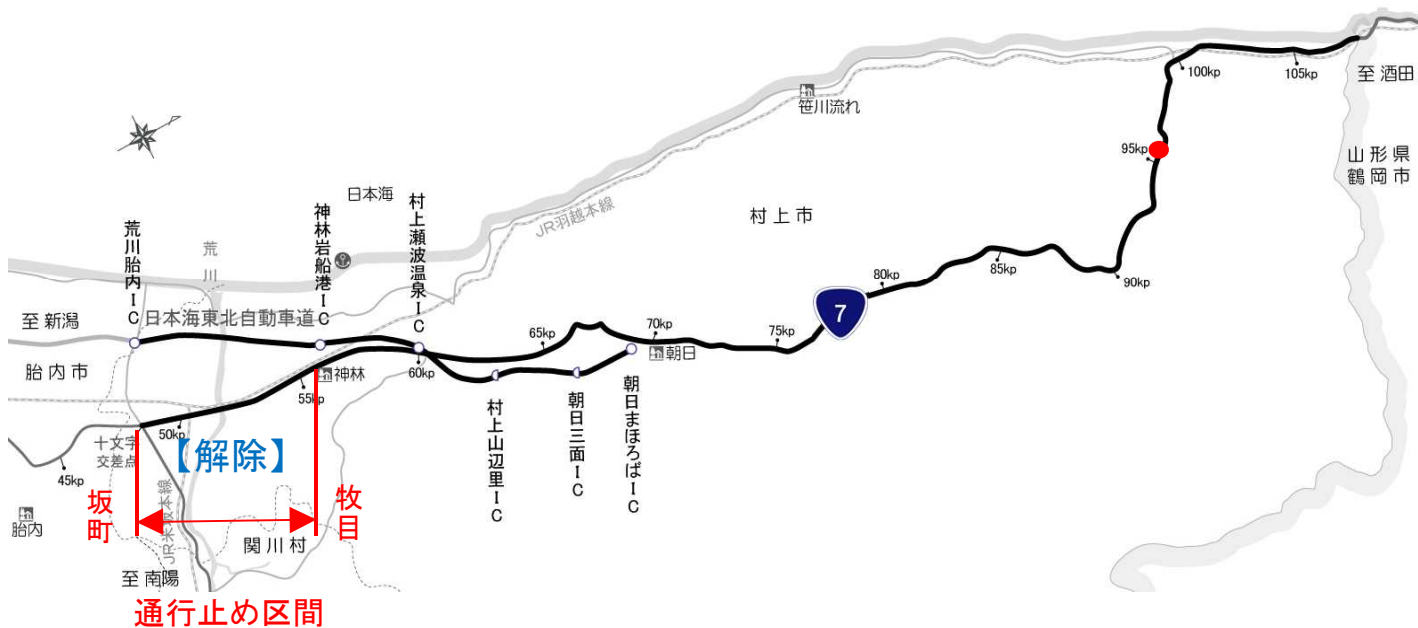 100kp
105kp
至 酒田
笹川流れ
95kp
山 形 県
鶴 岡 市
日本海
村 上 市
JR羽越本線
荒川胎内IC
荒川
神林岩船港IC
村上瀬波温泉IC
80kp
85kp
90kp
7
至 新潟
日本海東北自動車道
65kp
70kp
75kp
朝日
胎 内 市
60kp
神林
55kp
50kp
村上山辺里IC
朝日三面IC
朝日まほろばIC
十文字
交差点
【解除】
45kp
坂町
牧目
胎内
JR米坂本線
関 川 村
至 南陽
通行止め区間